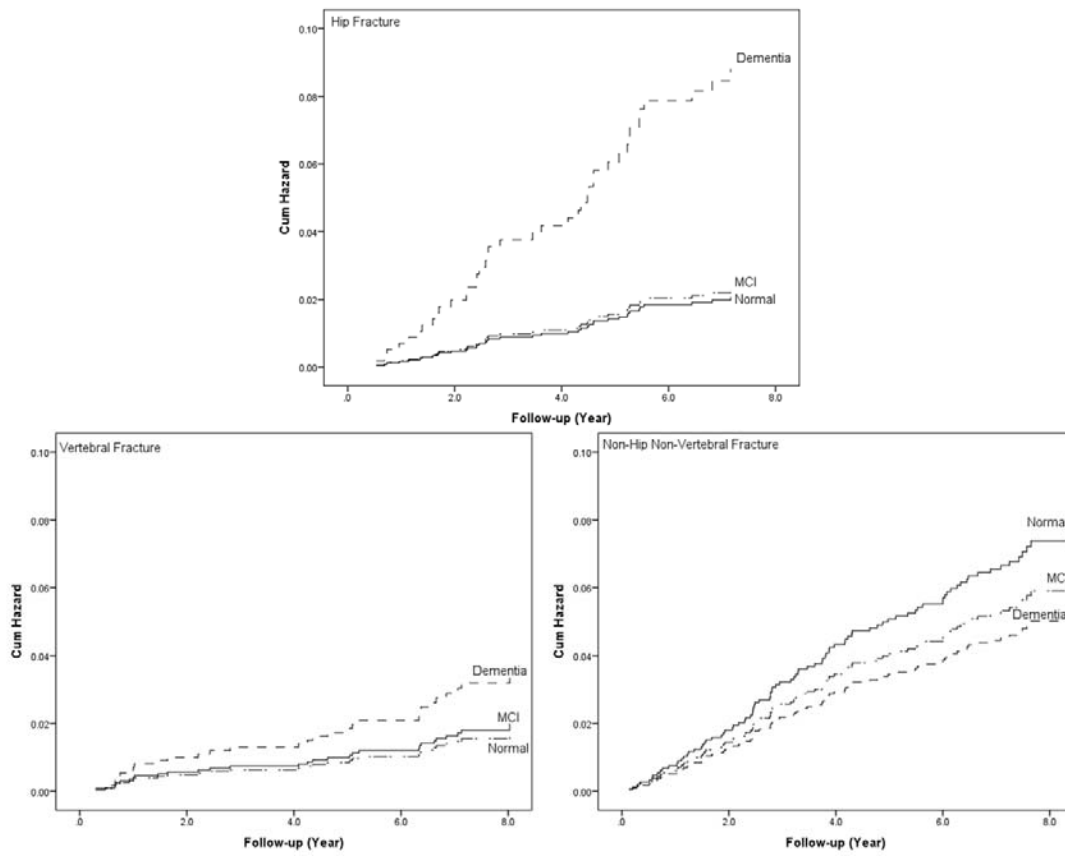 Hip Fracture
0.10
0.08
0.06
0.04
0.02
0.00
Cum Hazard
Dementia
MCI
Normal
.0 2.0 4.0 6.0 8.0
Follow-up (Year)
Vertebral Fracture
0.10
0.08
0.06
0.04
0.02
0.00
Cum Hazard
Dementia
MCI
Normal
.0 2.0 4.0 6.0 8.0
Follow-up (Year)
Non-Hip Non-Vertebral Fracture
0.10
0.08
0.06
0.04
0.02
0.00
Cum Hazard
Norma
MC
Dementia
.0 2.0 4.0 6.0 8.0
Follow-up (Year)